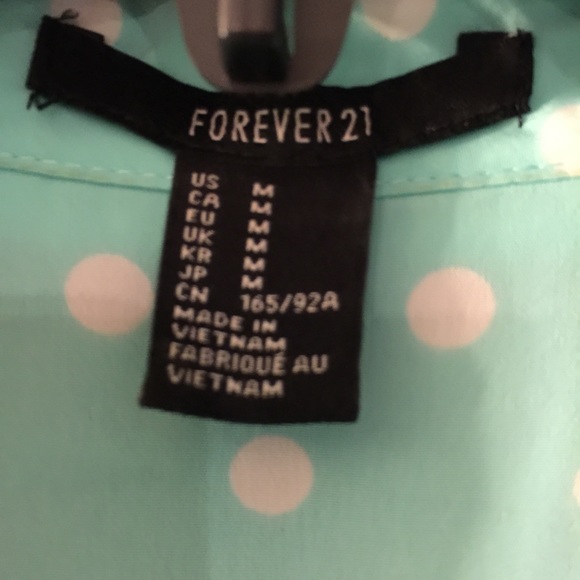 FOREVER 21
US M
CA M
EU M
UK M
KR M
JP M
CN 165/92A
MADE IN
VIETNAM
FABRIQUÉ AU
VIETNAM